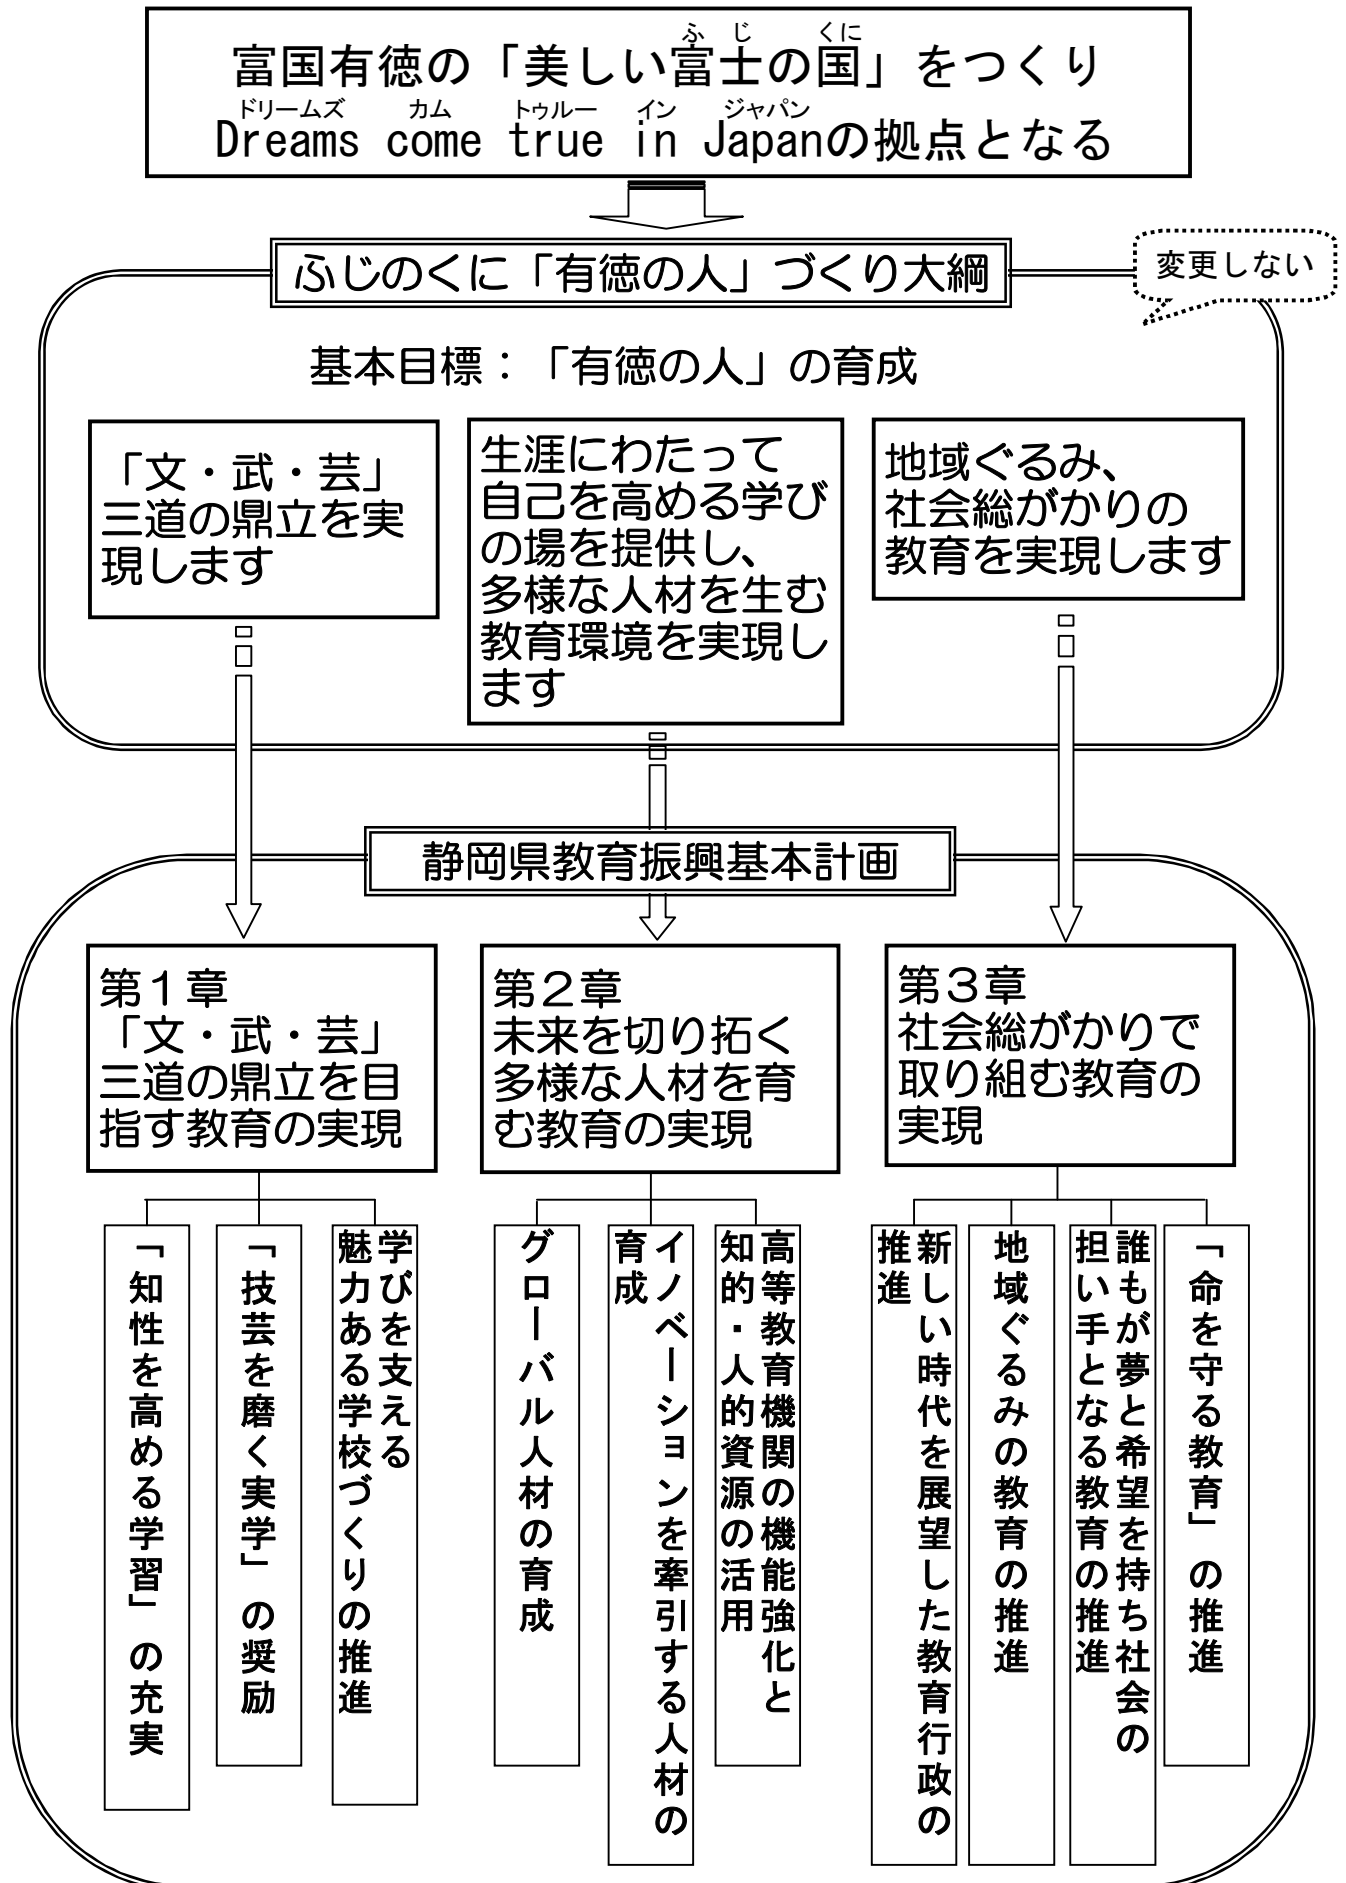 富国有徳の「美しい富士の国」をつくり
ふじ くに
Dreams come true in Japanの拠点となる
ドリームズ カム トゥルー イン ジャパン
ふじのくに「有徳の人」づくり大綱
変更しない
基本目標：「有徳の人」の育成
「文・武・芸」
三道の鼎立を実
現します
生涯にわたって
自己を高める学び
の場を提供し、
多様な人材を生む
教育環境を実現し
ます
地域ぐるみ、
社会総がかりの
教育を実現します
静岡県教育振興基本計画
第１章
「文・武・芸」
三道の鼎立を目
指す教育の実現
第２章
未来を切り拓く
多様な人材を育
む教育の実現
第３章
社会総がかりで
取り組む教育の
実現
「知性を高める学習」の充実
「技芸を磨く実学」の奨励
学びを支える
魅力ある学校づくりの推進
グローバル人材の育成
イノベーションを牽引する人材の
育成
高等教育機関の機能強化と
知的・人的資源の活用
新しい時代を展望した教育行政の
推進
地域ぐるみの教育の推進
誰もが夢と希望を持ち社会の
担い手となる教育の推進
「命を守る教育」の推進